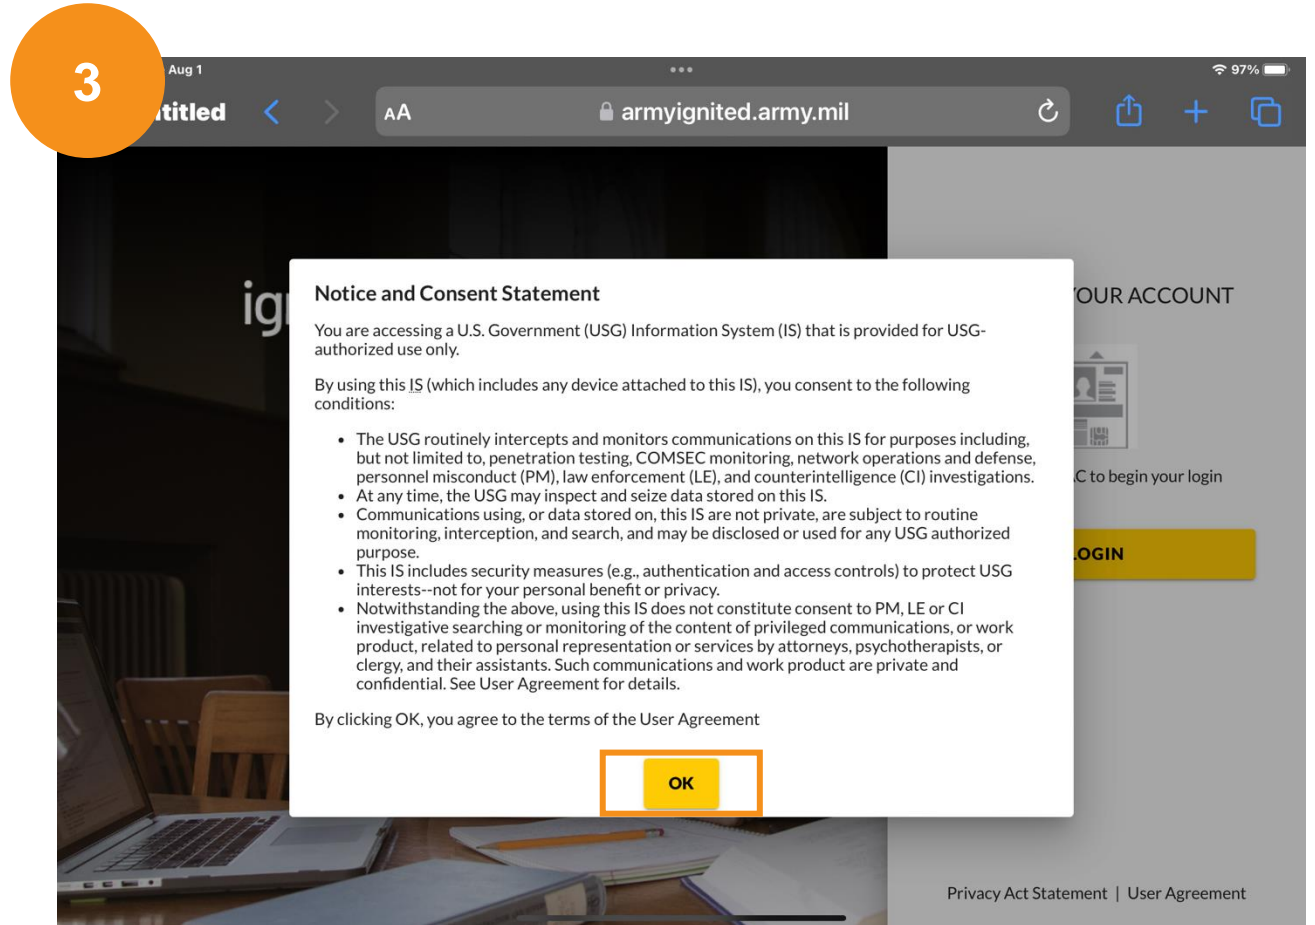 3
Aug 1
97%
titled
AA
armyignited.army.mil
ig
OUR ACCOUNT
Notice and Consent Statement
You are accessing a U.S. Government (USG) Information System (IS) that is provided for USG-
authorized use only.
By using this IS (which includes any device attached to this IS), you consent to the following
conditions:
• The USG routinely intercepts and monitors communications on this IS for purposes including,
but not limited to, penetration testing, COMSEC monitoring, network operations and defense,
personnel misconduct (PM), law enforcement (LE), and counterintelligence (CI) investigations.
• At any time, the USG may inspect and seize data stored on this IS.
• Communications using, or data stored on, this IS are not private, are subject to routine
monitoring, interception, and search, and may be disclosed or used for any USG authorized
purpose.
• This IS includes security measures (e.g., authentication and access controls) to protect USG
interests--not for your personal benefit or privacy.
• Notwithstanding the above, using this IS does not constitute consent to PM, LE or CI
investigative searching or monitoring of the content of privileged communications, or work
product, related to personal representation or services by attorneys, psychotherapists, or
clergy, and their assistants. Such communications and work product are private and
confidential. See User Agreement for details.
By clicking OK, you agree to the terms of the User Agreement
OK
C to begin your login
OGIN
Privacy Act Statement | User Agreement